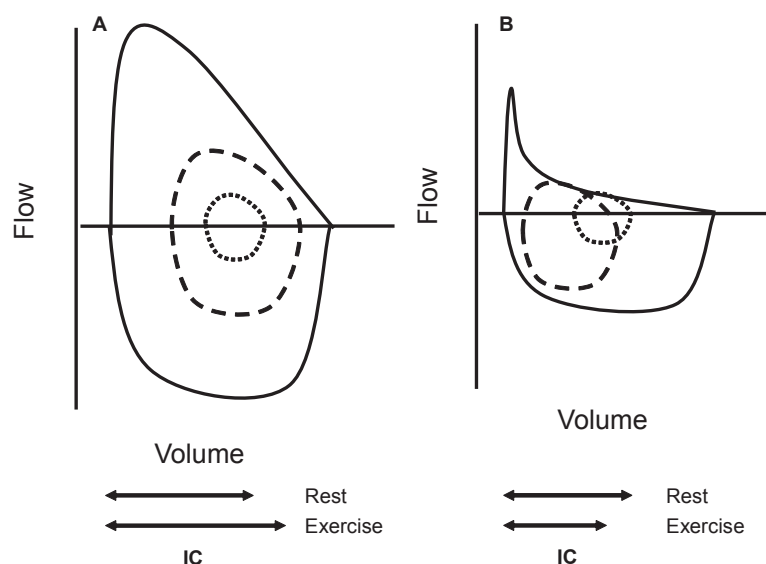 A
Flow
Volume
Rest
Exercise
IC
B
Flow
Volume
Rest
Exercise
IC